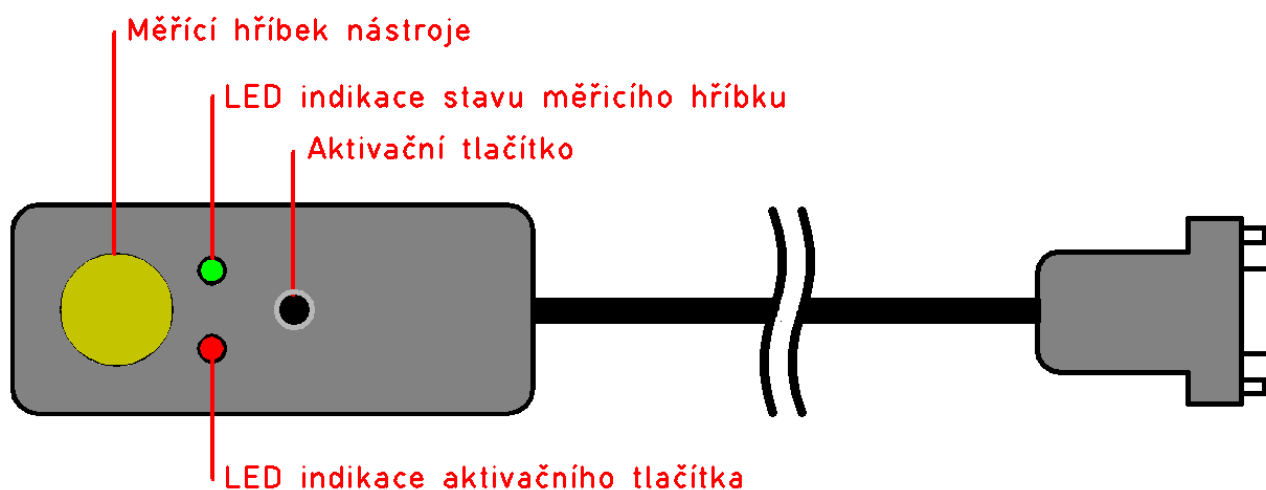 Měřící hříbek nástroje
LED indikace stavu měřicího hříbku
Aktivační tlačítko
LED indikace aktivačního tlačítka